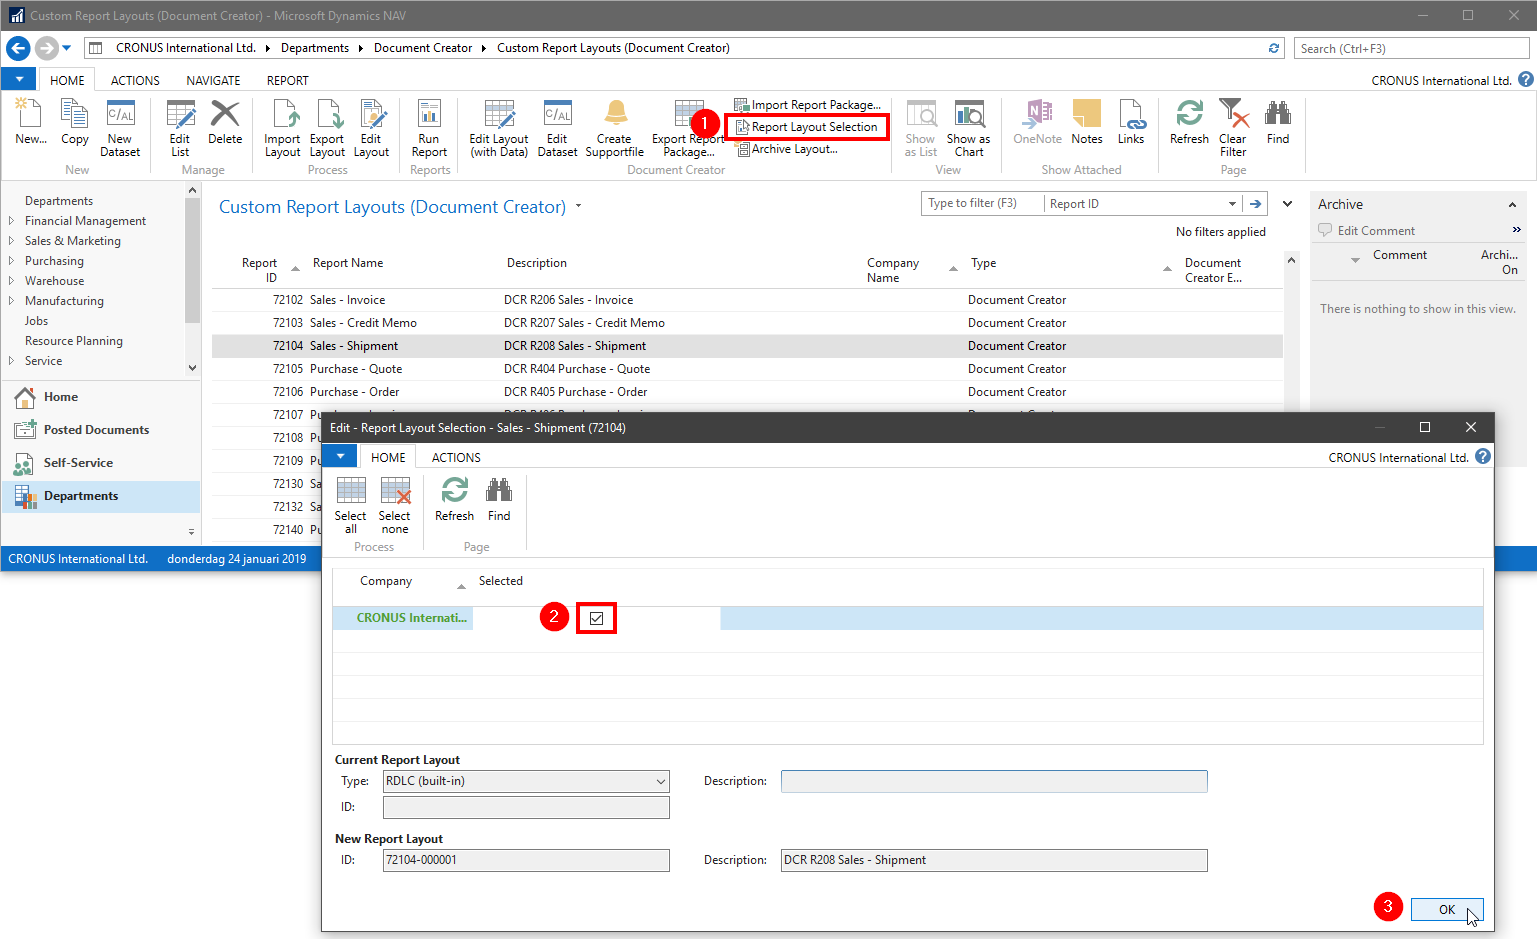 Custom Report Layouts (Document Creator) - Microsoft Dynamics NAV
CRONUS International Ltd. Departments Document Creator Custom Report Layouts (Document Creator)
Search (Ctrl+F3)
HOME ACTIONS NAVIGATE REPORT
CRONUS International Ltd.
New...
Copy
New Dataset
New
Edit List
Delete
Manage
Import Layout
Export Layout
Edit Layout
Process
Run Report
Reports
Edit Layout (with Data)
C/AL
Edit Dataset
Create Supportfile
Export Report Package...
Import Report Package...
1
Report Layout Selection
Archive Layout...
Document Creator
Show as List
Show as Chart
View
OneNote
Notes
Links
Show Attached
Refresh
Clear Filter
Find
Page
Departments
Financial Management
Sales & Marketing
Purchasing
Warehouse
Manufacturing
Jobs
Resource Planning
Service
Home
Posted Documents
Self-Service
Departments
Custom Report Layouts (Document Creator)
Type to filter (F3) Report ID
No filters applied
Report ID Report Name Description Company Name Type Document Creator E...
72102 Sales - Invoice DCR R206 Sales - Invoice Document Creator
72103 Sales - Credit Memo DCR R207 Sales - Credit Memo Document Creator
72104 Sales - Shipment DCR R208 Sales - Shipment Document Creator
72105 Purchase - Quote DCR R404 Purchase - Quote Document Creator
72106 Purchase - Order DCR R405 Purchase - Order Document Creator
72107
72108
72109
72130
72132
72140
Archive
Edit Comment
Comment Archi... On
There is nothing to show in this view.
CRONUS International Ltd. donderdag 24 januari 2019
Edit - Report Layout Selection - Sales - Shipment (72104)
HOME ACTIONS
CRONUS International Ltd.
Select all
Select none
Process
Refresh
Find
Page
Company Selected
CRONUS Internati...
2
Current Report Layout
Type: RDLC (built-in) Description:
ID:
New Report Layout
ID: 72104-000001 Description: DCR R208 Sales - Shipment
3
OK